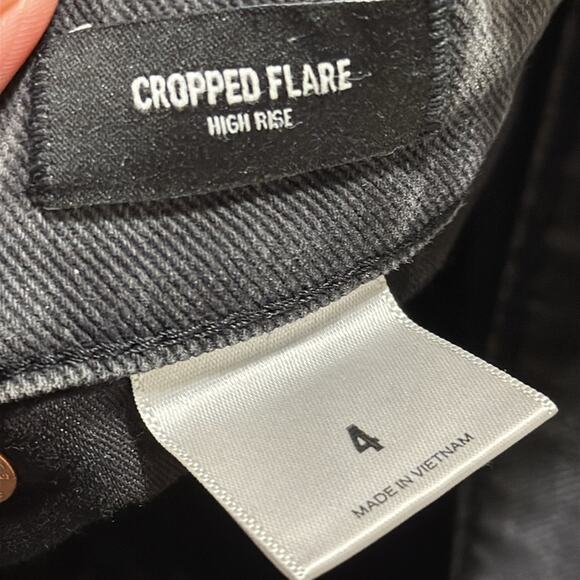 CROPPED FLARE
HIGH RISE
4
MADE IN VIETNAM